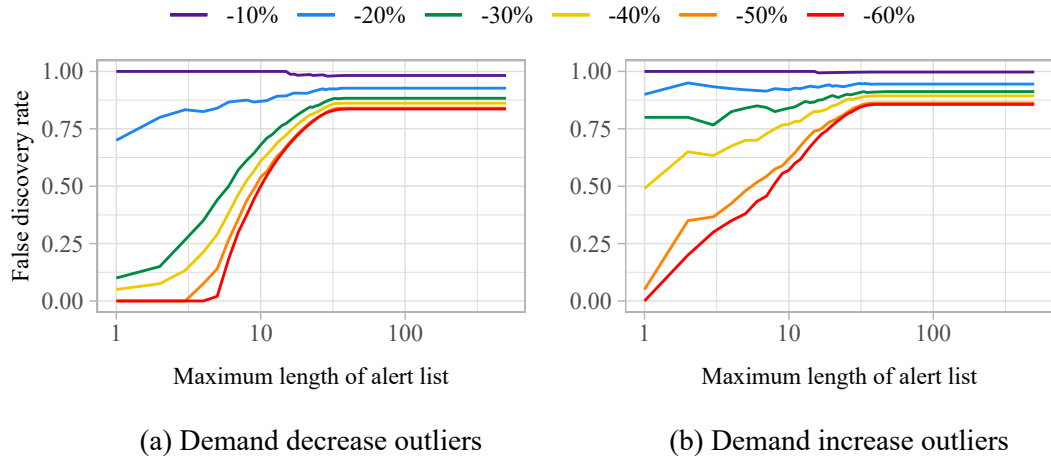 -10% -20% -30% -40% -50% -60%
False discovery rate
1.00
0.75
0.50
0.25
0.00
1 10 100
Maximum length of alert list
(a) Demand decrease outliers
1.00
0.75
0.50
0.25
0.00
1 10 100
Maximum length of alert list
(b) Demand increase outliers